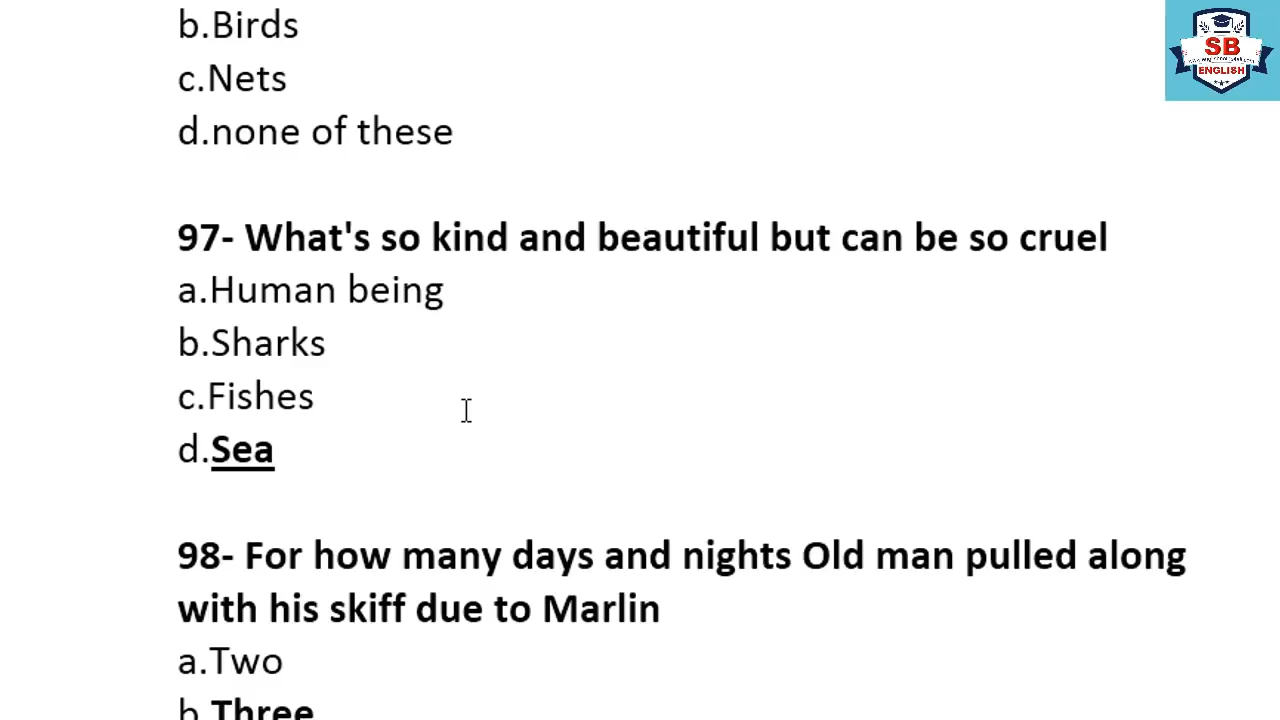 b.Birds
SB
ENGLISH
c.Nets
d.none of these
97- What's so kind and beautiful but can be so cruel
a.Human being
b.Sharks
c.Fishes
d.Sea
98- For how many days and nights Old man pulled along
with his skiff due to Marlin
a.Two
b.Three